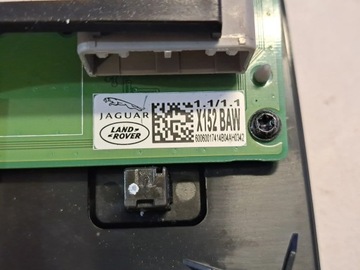 1.1/1.1
JAGUAR
X152 BAW
LAND-
ROVER